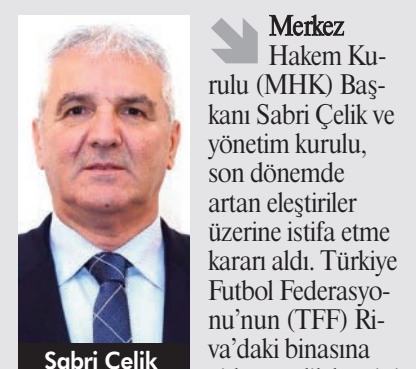 Merkez
Hakem Ku-
rulu (MHK) Baş-
kanı Sabri Çelik ve
yönetim kurulu,
son dönemde
artan eleştiriler
üzerine istifa etme
kararı aldı. Türkiye
Futbol Federasyo-
nu'nun (TFF) Ri-
va'daki binasına
Sabri Çelik